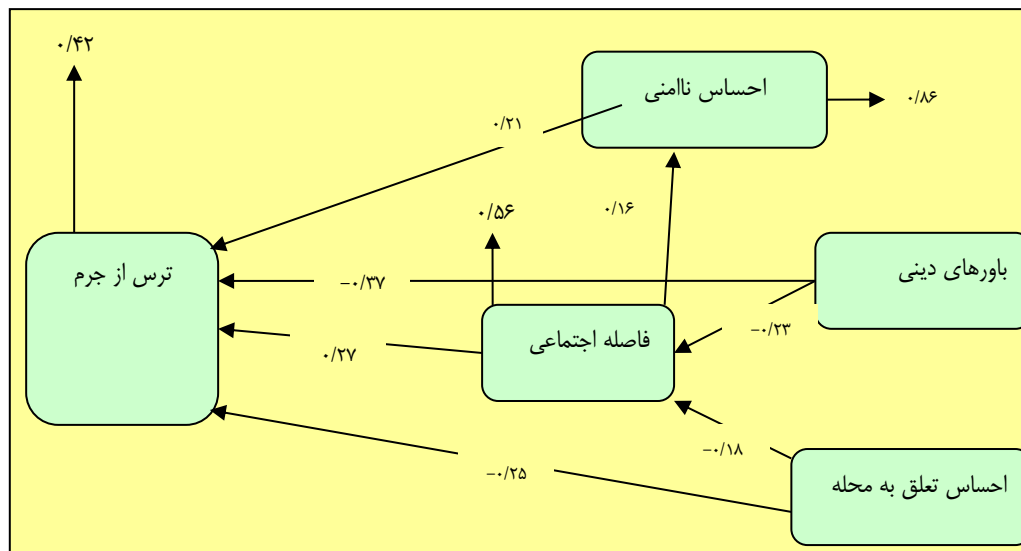 ۰/۴۲
احساس ناامنی
۰/۸۶
۰/۲۱
۰/۵۶
۰/۱۶
باورهای دینی
ترس از جرم
-۰/۳۷
-۰/۲۳
فاصله اجتماعی
۰/۲۷
-۰/۱۸
-۰/۲۵
احساس تعلق به محله